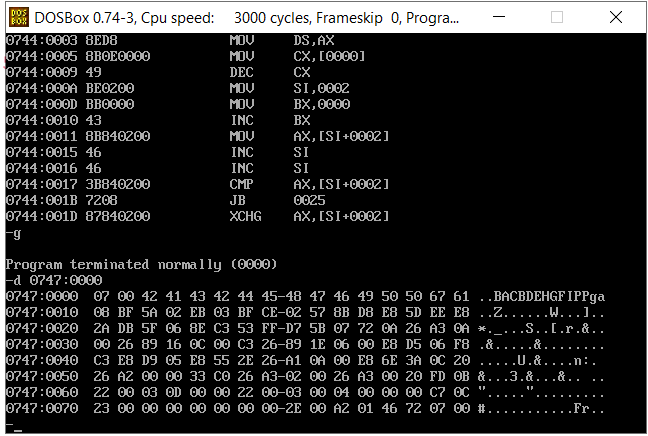 DOSBox 0.74-3, Cpu speed: 3000 cycles, Frameskip 0, Progra...
0744:0003 8ED8 MOV DS,AX
0744:0005 8B0E0000 MOV CX,[0000]
0744:0009 49 DEC CX
0744:000A BE0200 MOV SI,0002
0744:000D BB0000 MOV BX,0000
0744:0010 43 INC BX
0744:0011 8B840200 MOV AX,[SI+0002]
0744:0015 46 INC SI
0744:0016 46 INC SI
0744:0017 3B840200 CMP AX,[SI+0002]
0744:001B 7208 JB 0025
0744:001D 87840200 XCHG AX,[SI+0002]
-g
Program terminated normally (0000)
-d 0747:0000
0747:0000 07 00 42 41 43 42 44 45-48 47 46 49 50 50 67 61 ..BACBDEHGFIPPga
0747:0010 08 BF 5A 02 EB 03 BF CE-02 57 8B D8 E8 5D EE E8 ..Z......W...]..
0747:0020 2A DB 5F 06 8E C3 53 FF-D7 5B 07 72 0A 26 A3 0A *._...S..[.r.&..
0747:0030 00 26 89 16 0C 00 C3 26-89 1E 06 00 E8 D5 06 F8 .&.....&........
0747:0040 C3 E8 D9 05 E8 55 2E 26-A1 0A 00 E8 6E 3A 0C 20 .....U.&....n:. 
0747:0050 26 A2 00 00 33 C0 26 A3-02 00 26 A3 00 20 FD 0B &...3.&...&.. ..
0747:0060 22 00 03 0D 00 00 22 00-03 00 04 00 00 00 C7 0C ".....".........
0747:0070 23 00 00 00 00 00 00 00-2E 00 A2 01 46 72 07 00 #...........Fr..
-_